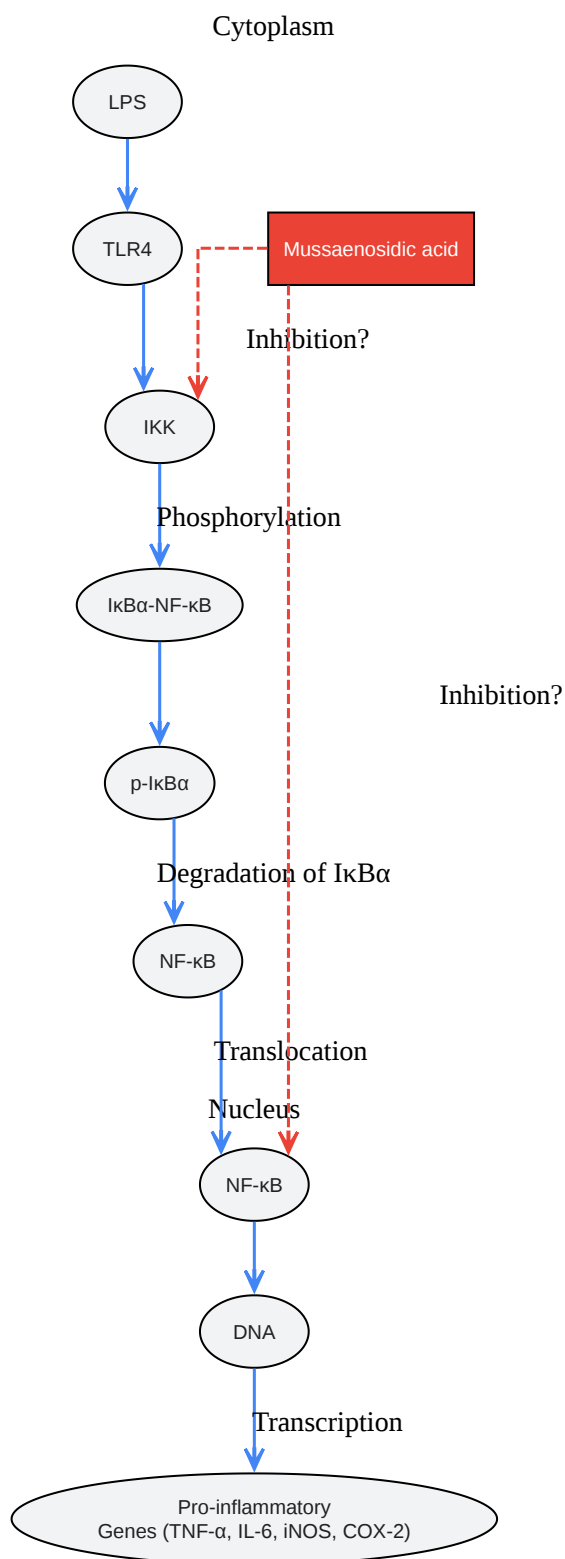 Cytoplasm
LPS
TLR4
Mussaenosidic acid
Inhibition?
IKK
Phosphorylation
IκBα-NF-κB
Inhibition?
p-IκBα
Degradation of IκBα
NF-κB
Translocation
Nucleus
NF-κB
DNA
Transcription
Pro-inflammatory
Genes (TNF-α, IL-6, iNOS, COX-2)